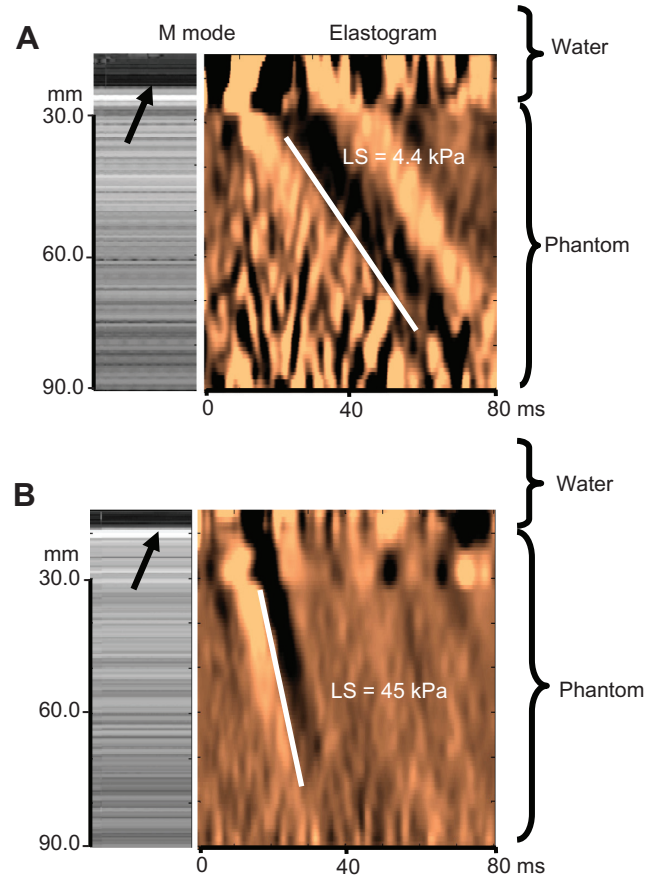 A
M mode
Elastogram
Water
mm
30.0
60.0
90.0
LS = 4.4 kPa
Phantom
0
40
80 ms
B
Water
mm
30.0
60.0
90.0
LS = 45 kPa
Phantom
0
40
80 ms